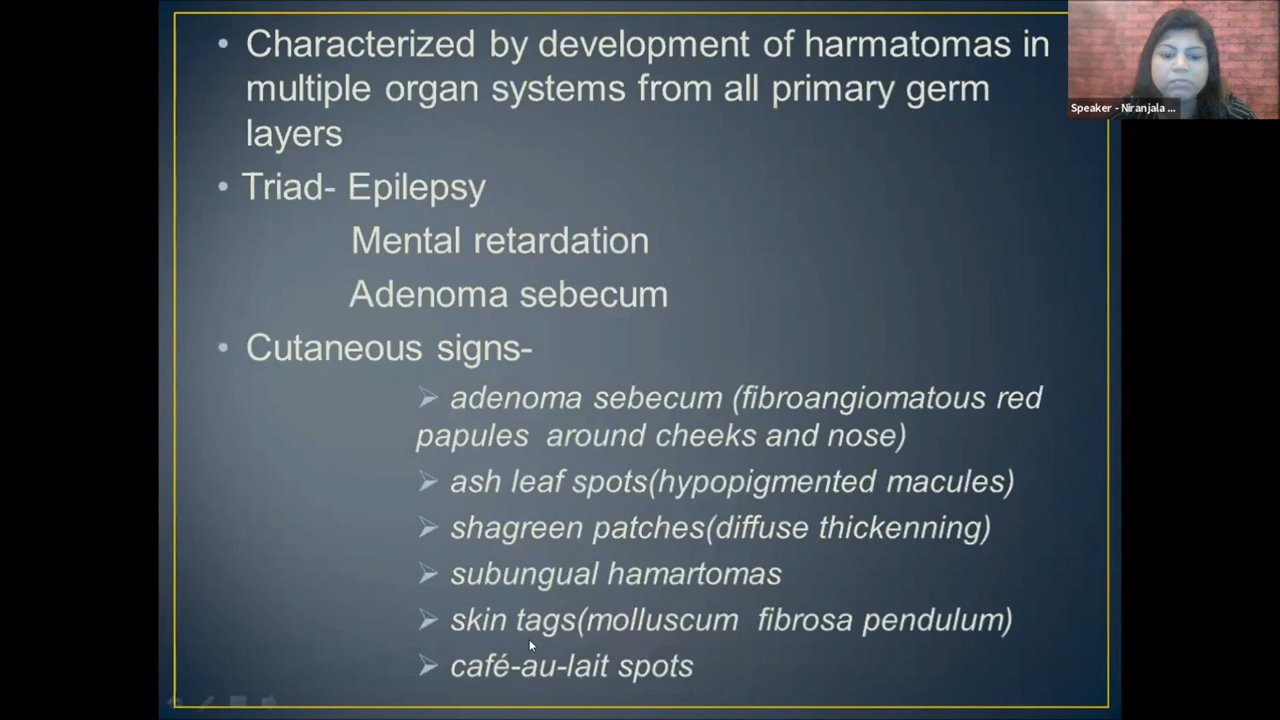 • Characterized by development of harmatomas in
multiple organ systems from all primary germ
layers
• Triad- Epilepsy
Mental retardation
Adenoma sebecum
• Cutaneous signs-
➢ adenoma sebecum (fibroangiomatous red
papules around cheeks and nose)
➢ ash leaf spots(hypopigmented macules)
➢ shagreen patches(diffuse thickenning)
➢ subungual hamartomas
➢ skin tags(molluscum fibrosa pendulum)
➢ café-au-lait spots
Speaker - Niranjala ...